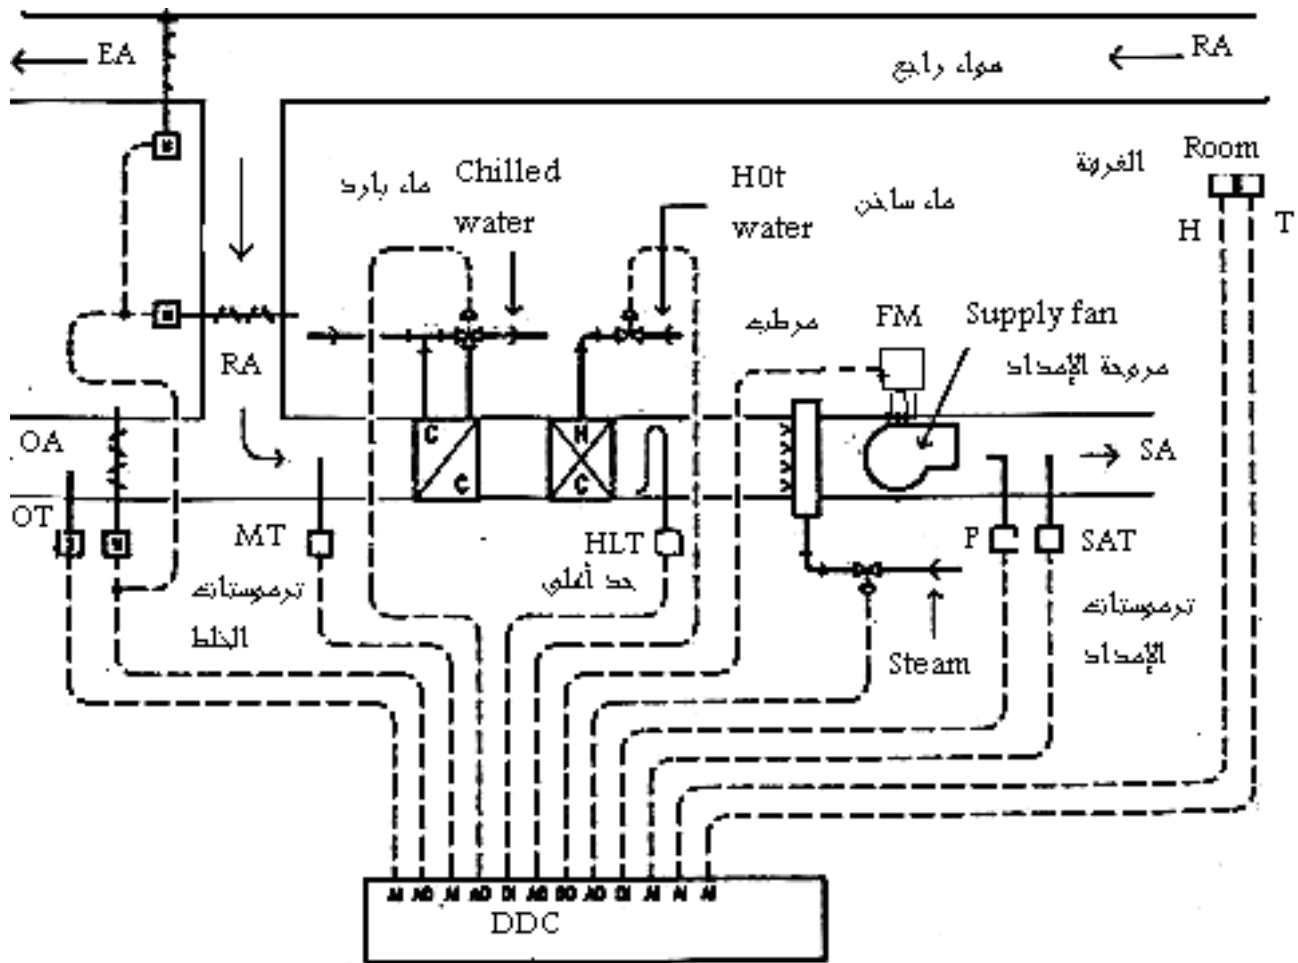 EA
هواء راجع
RA
الغرفة
Room
ماء بارد
Chilled
water
H0t
water
ماء ساخن
H
T
مرطب
FM
Supply fan
مروحة الإمداد
RA
OA
C
C
H
C
SA
OT
MT
HLT
P
SAT
ترموستات
الخلط
حد أعلى
Steam
ترموستات
الإمداد
AI AO AI AO DI AO DO AO DI AI AI AI
DDC